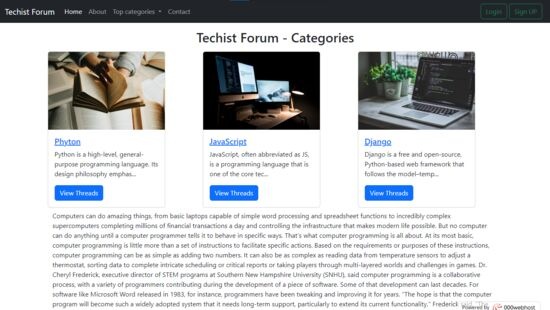 Techist Forum Home About Top categories Contact Login Sign UP
Techist Forum - Categories
Phyton
Python is a high-level, general-
purpose programming language. Its
design philosophy emphas...
View Threads
JavaScript
JavaScript, often abbreviated as JS,
is a programming language that is
one of the core tec...
View Threads
Django
Django is a free and open-source,
Python-based web framework that
follows the model–temp...
View Threads
Computers can do amazing things, from basic laptops capable of simple word processing and spreadsheet functions to incredibly complex
supercomputers completing millions of financial transactions a day and controlling the infrastructure that makes modern life possible. But no computer
can do anything until a computer programmer tells it to behave in specific ways. That's what computer programming is all about. At its most basic,
computer programming is little more than a set of instructions to facilitate specific actions. Based on the requirements or purposes of these instructions,
computer programming can be as simple as adding two numbers. It can also be as complex as reading data from temperature sensors to adjust a
thermostat, sorting data to complete intricate scheduling or critical reports or taking players through multi-layered worlds and challenges in games. Dr.
Cheryl Frederick, executive director of STEM programs at Southern New Hampshire University (SNHU), said computer programming is a collaborative
process, with a variety of programmers contributing during the development of a piece of software. Some of that development can last decades. For
software like Microsoft Word released in 1983, for instance, programmers have been tweaking and improving it for years. "The hope is that the computer
program will become such a widely adopted system that it needs long-term support, particularly to extend its current functionality," Frederick said. "The
Powered by 000webhost